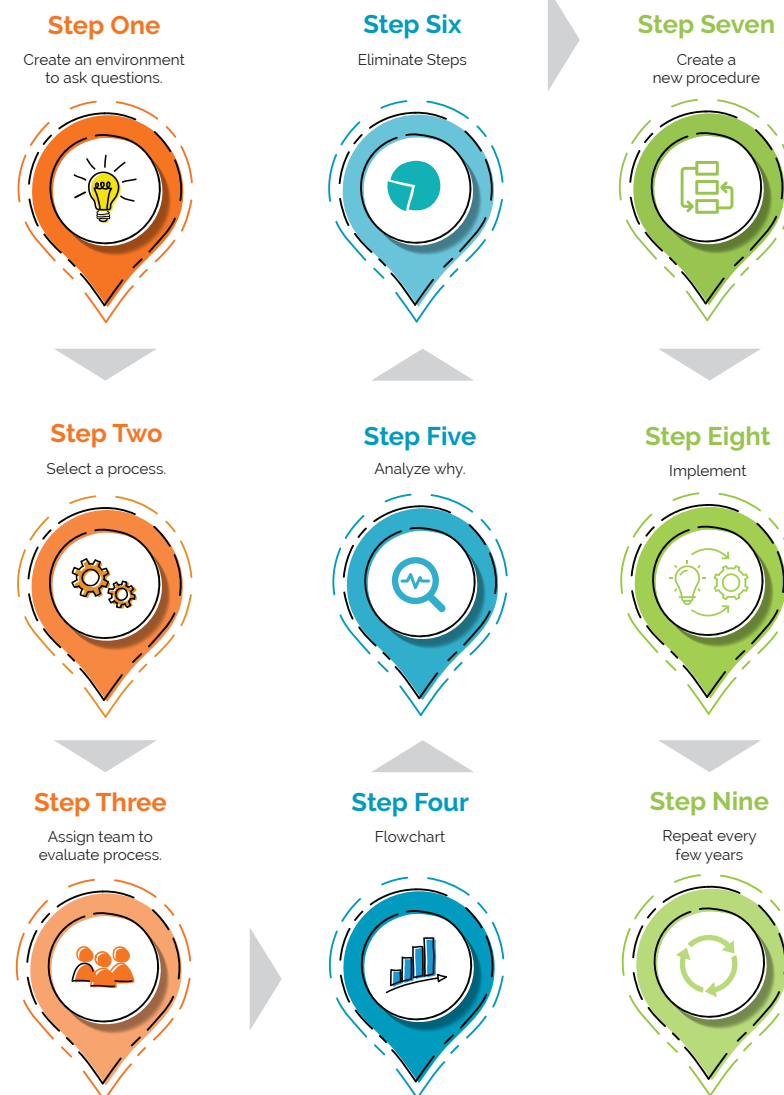 Step One
Create an environment
to ask questions.
Step Two
Select a process.
Step Three
Assign team to
evaluate process.
Step Four
Flowchart
Step Five
Analyze why.
Step Six
Eliminate Steps
Step Seven
Create a
new procedure
Step Eight
Implement
Step Nine
Repeat every
few years